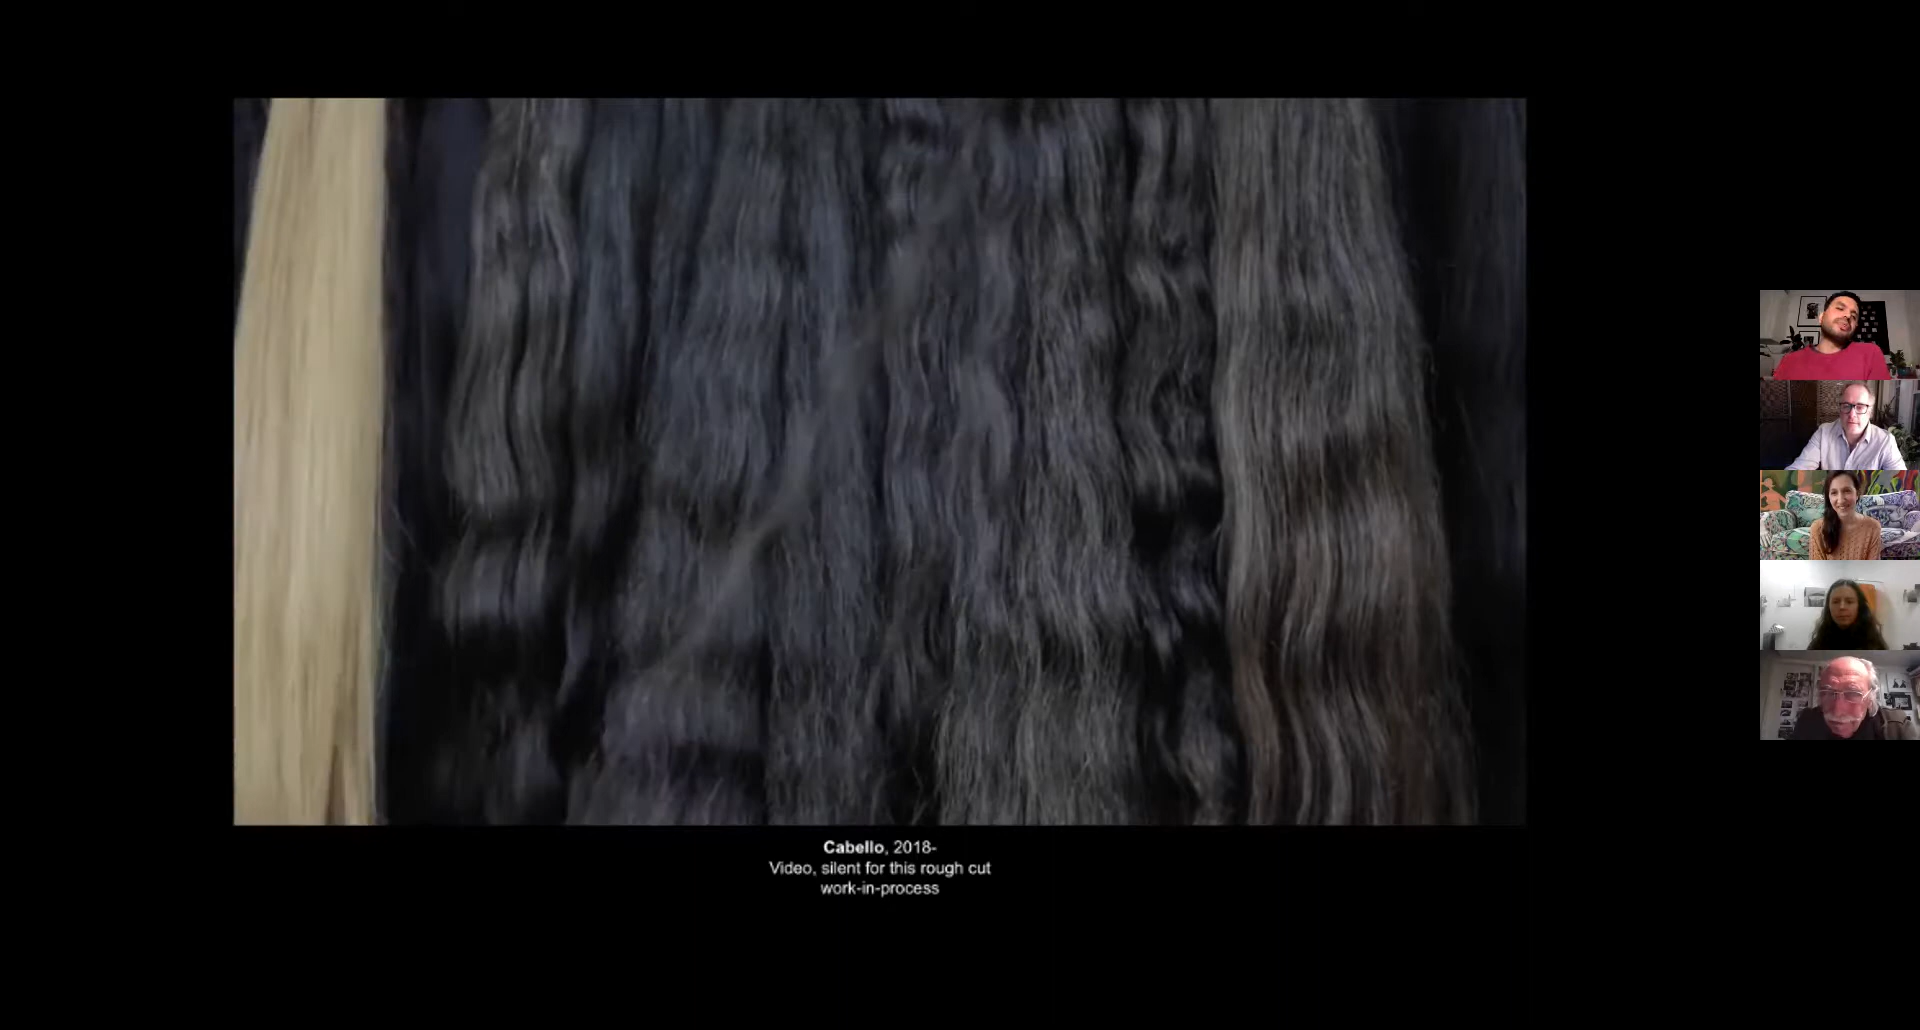 Cabello, 2018-
Video, silent for this rough cut
work-in-process